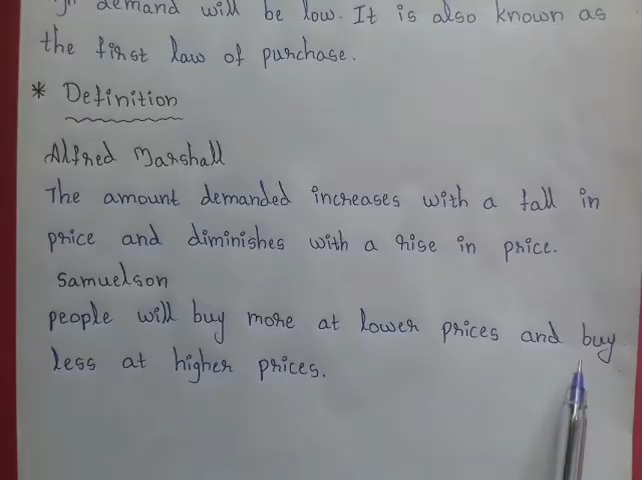 demand will be low. It is also known as
the first law of purchase.
* Definition
Alfred Marshall
The amount demanded increases with a fall in
price and diminishes with a rise in price.
Samuelson
people will buy more at lower prices and buy
less at higher prices.